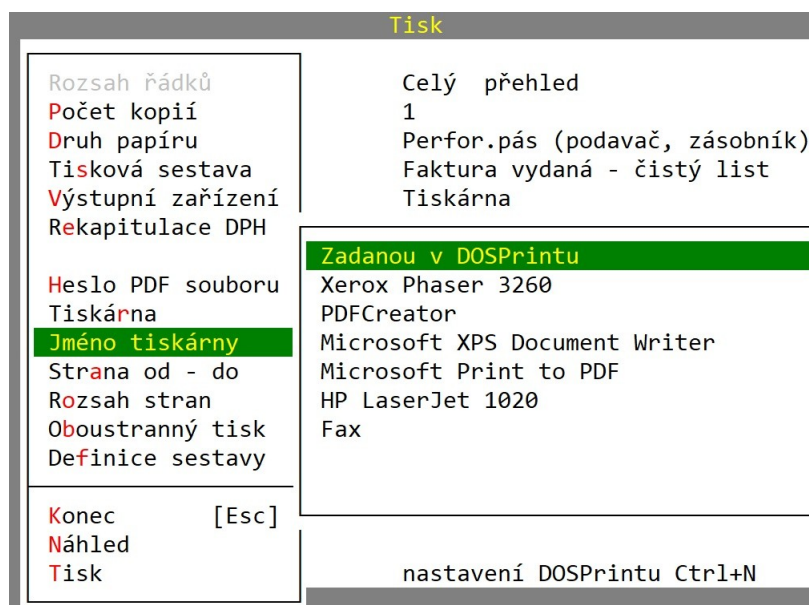 Tisk
Rozsah řádků Celý přehled
Počet kopií 1
Druh papíru Perfor.pás (podavač, zásobník)
Tisková sestava Faktura vydaná - čistý list
Výstupní zařízení Tiskárna
Rekapitulace DPH
Zadanou v DOSPrintu
Heslo PDF souboru Xerox Phaser 3260
Tiskárna PDFCreator
Jméno tiskárny Microsoft XPS Document Writer
Strana od - do Microsoft Print to PDF
Rozsah stran HP LaserJet 1020
Oboustranný tisk Fax
Definice sestavy
Konec [Esc]
Náhled
Tisk nastavení DOSPrintu Ctrl+N